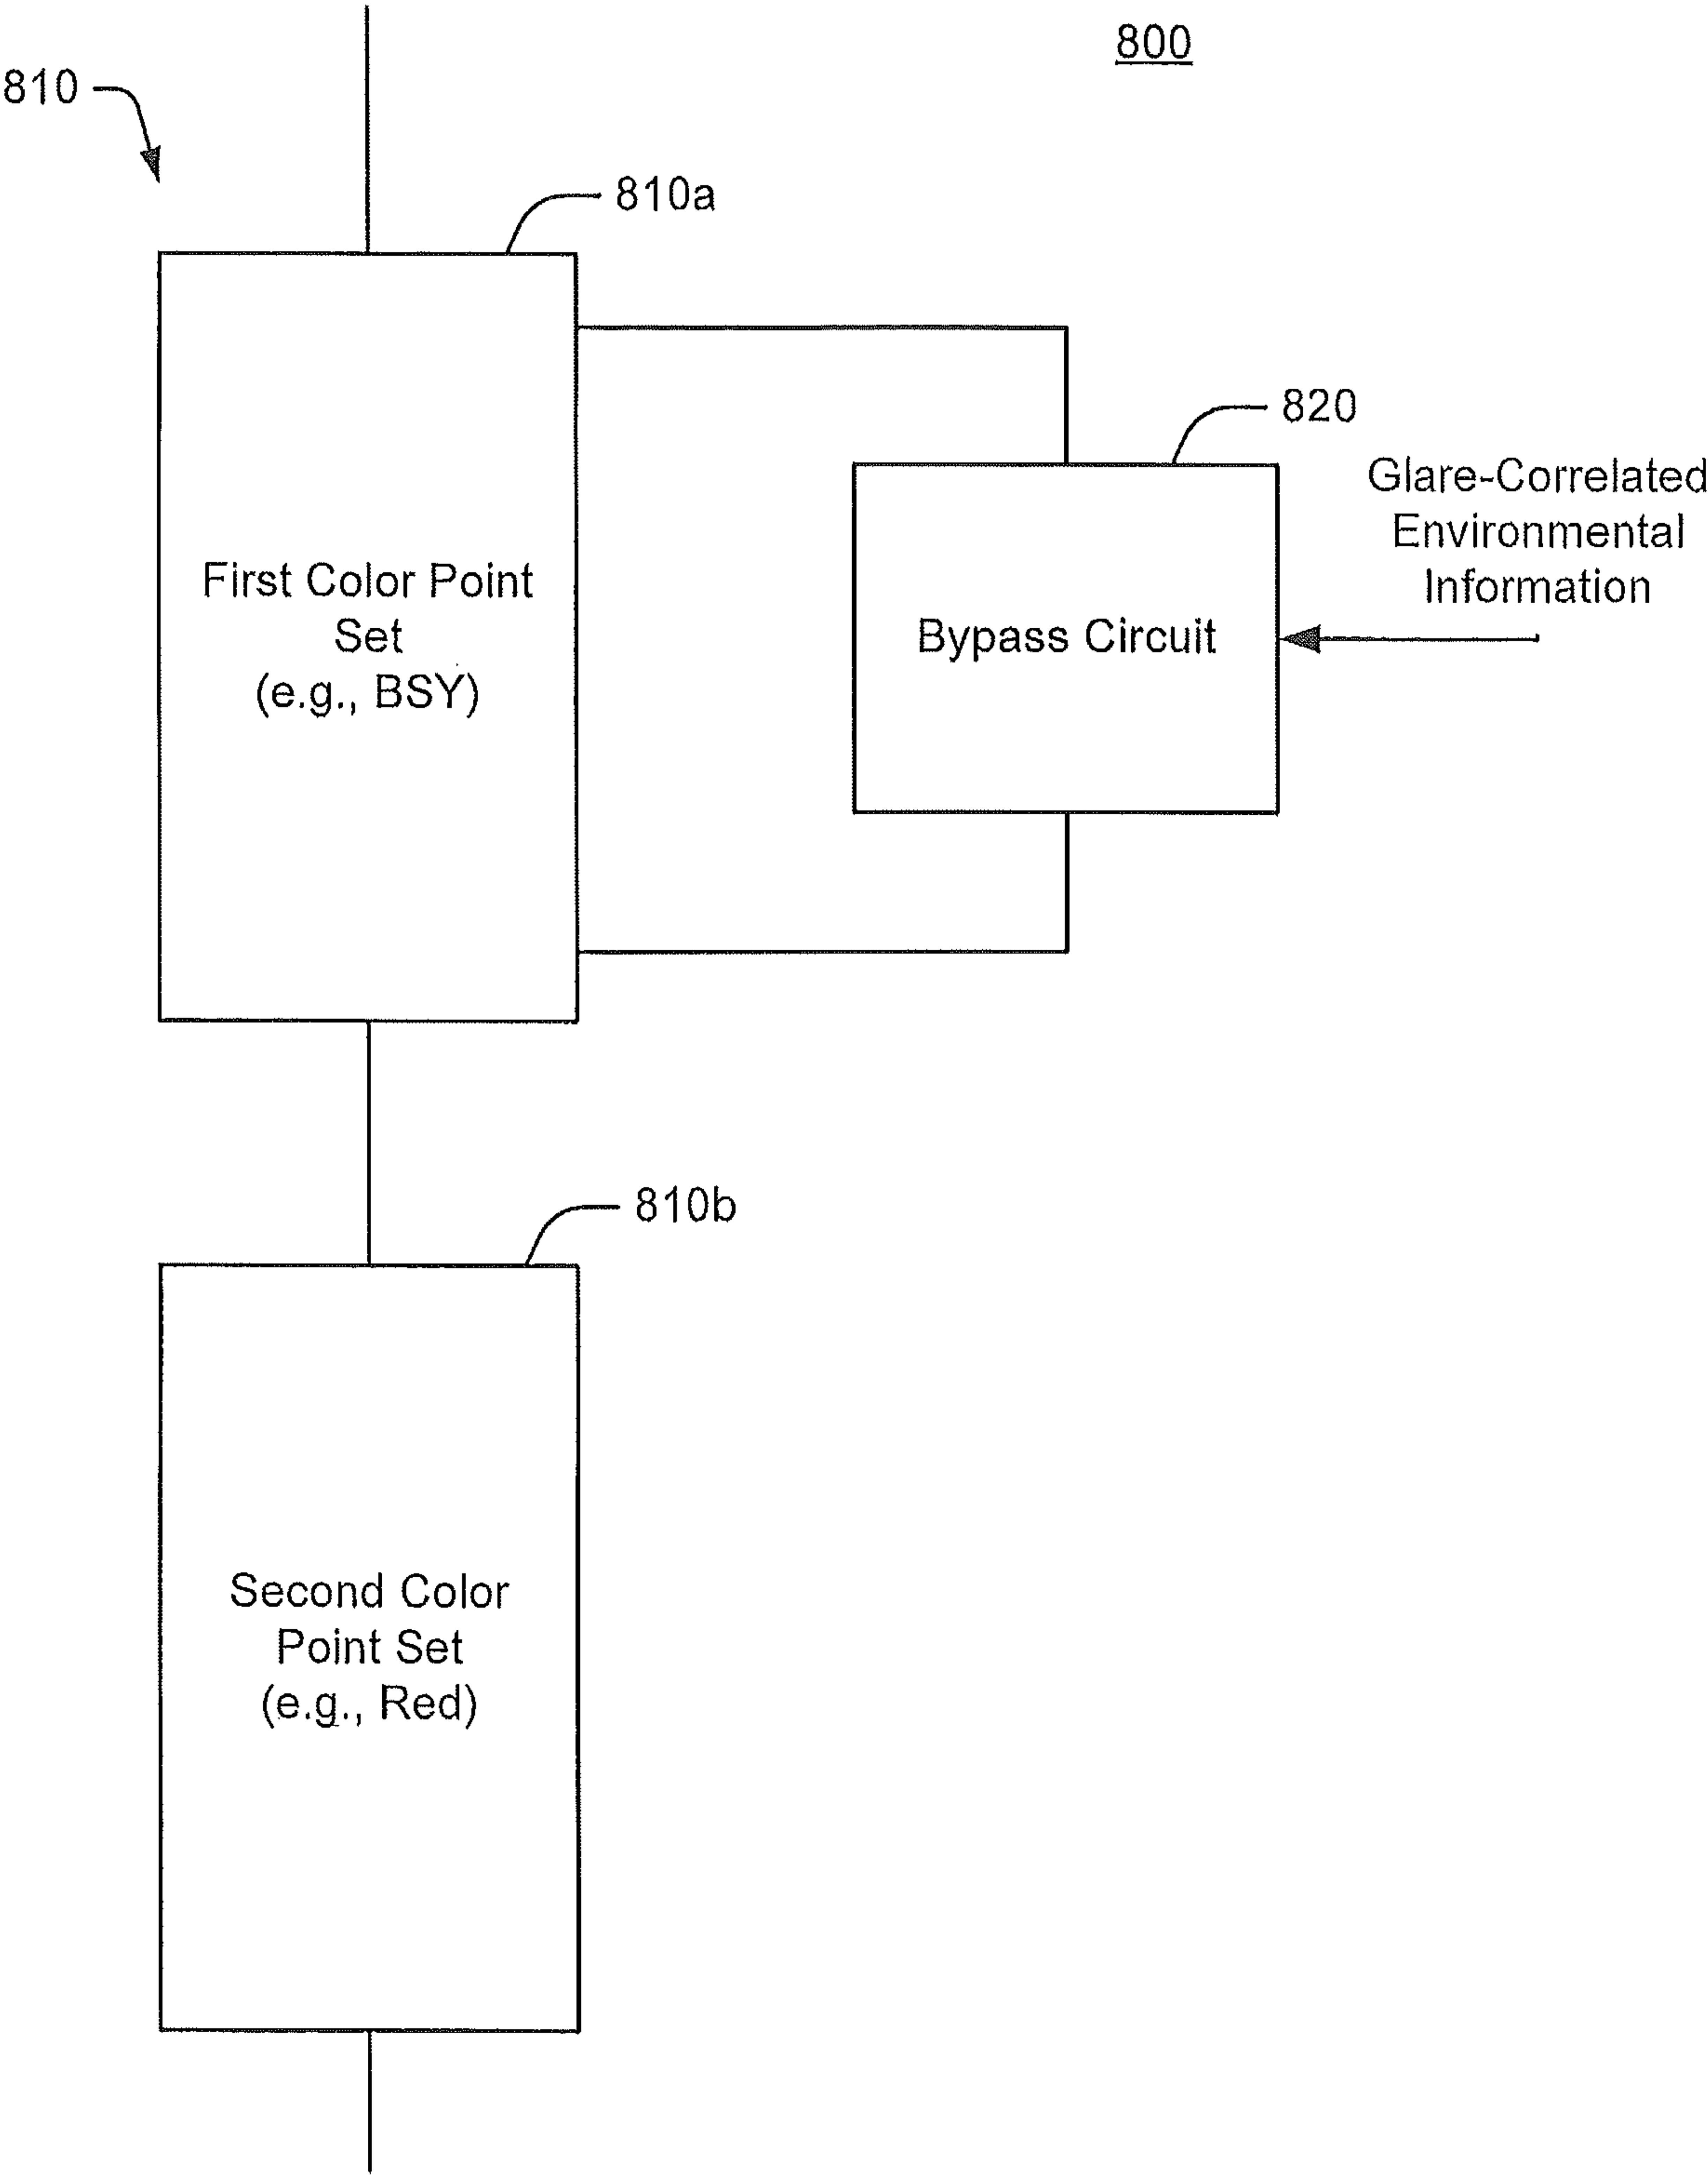 800
810
810a
820
Glare-Correlated
Environmental
Information
First Color Point
Set
(e.g., BSY)
Bypass Circuit
810b
Second Color
Point Set
(e.g., Red)